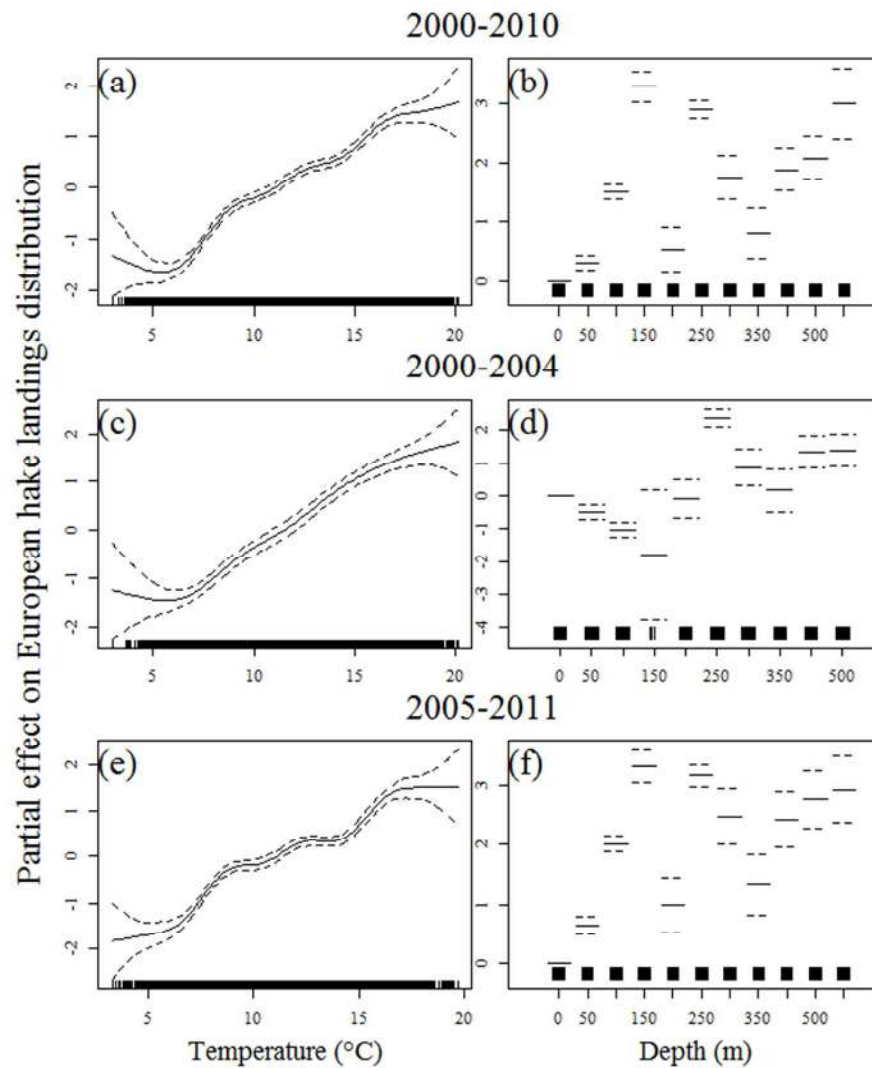 2000-2010
(a)
(b)
2
1
0
-1
-2
3
2
1
0
5 10 15 20
0 50 150 250 350 500
2000-2004
(c)
(d)
2
1
0
-1
-2
2
1
0
-1
-2
-3
-4
5 10 15 20
0 50 150 250 350 500
2005-2011
(e)
(f)
2
1
0
-1
-2
3
2
1
0
5 10 15 20
0 50 150 250 350 500
Temperature (°C) Depth (m)
Partial effect on European hake landings distribution